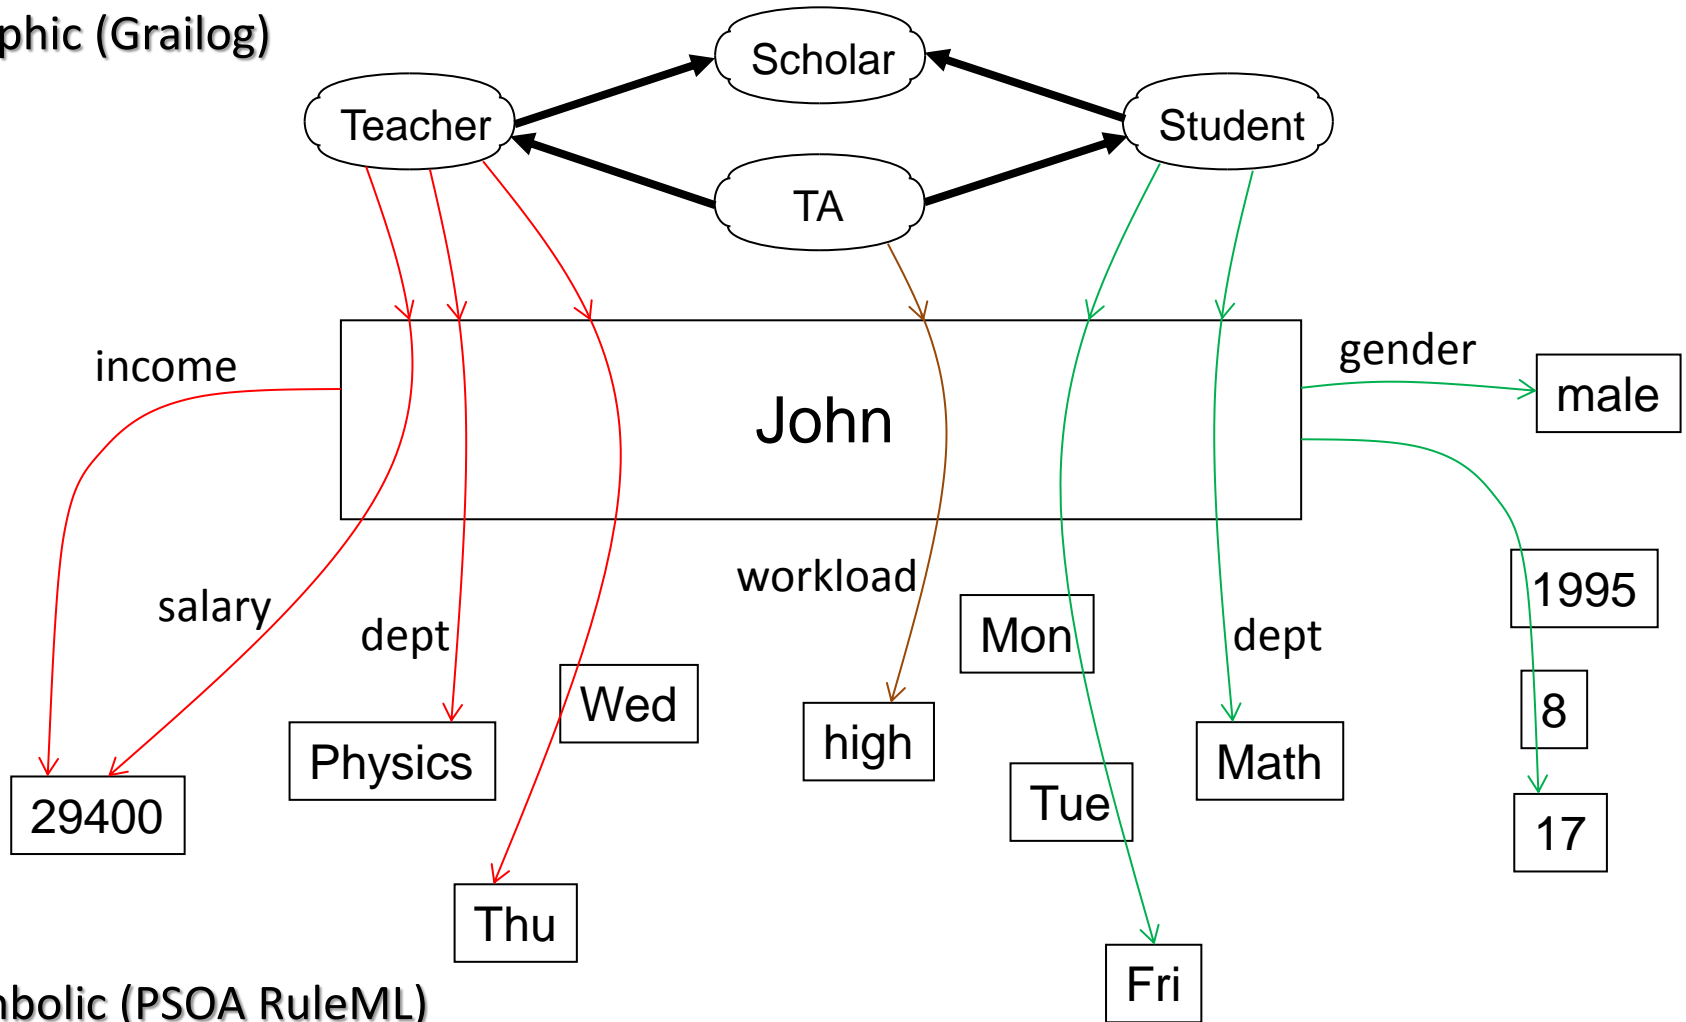 phic (Grailog)
Scholar
Teacher
Student
TA
income
gender
male
John
salary
workload
dept
Mon
dept
1995
Wed
8
Physics
high
Math
29400
Tue
17
Thu
Fri
nbolic (PSOA RuleML)